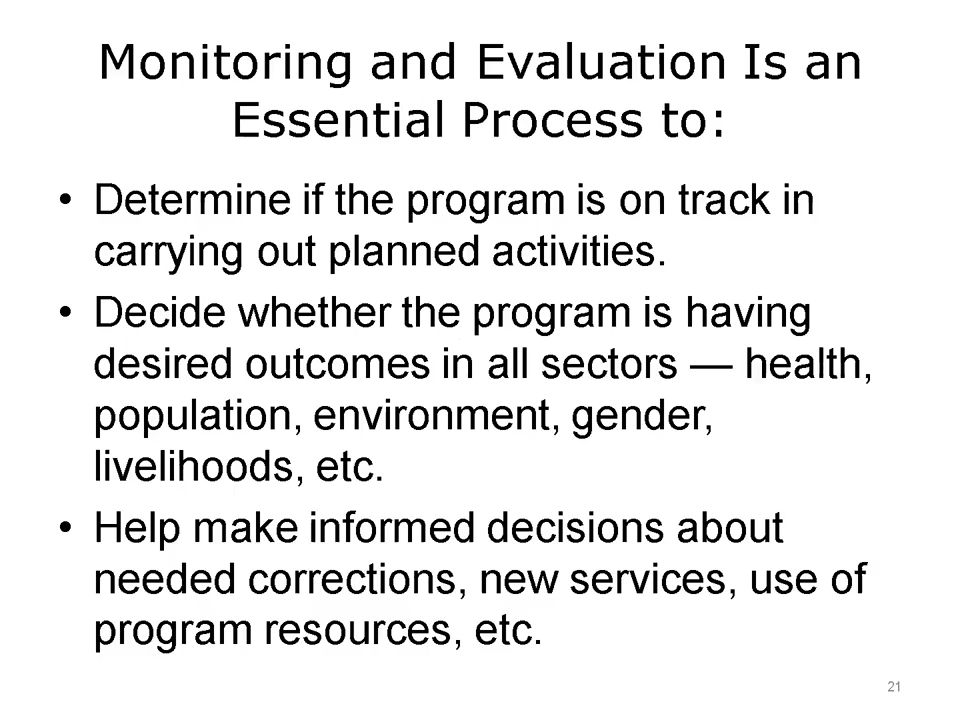 Monitoring and Evaluation Is an
Essential Process to:
• Determine if the program is on track in
carrying out planned activities.
• Decide whether the program is having
desired outcomes in all sectors — health,
population, environment, gender,
livelihoods, etc.
• Help make informed decisions about
needed corrections, new services, use of
program resources, etc.
21